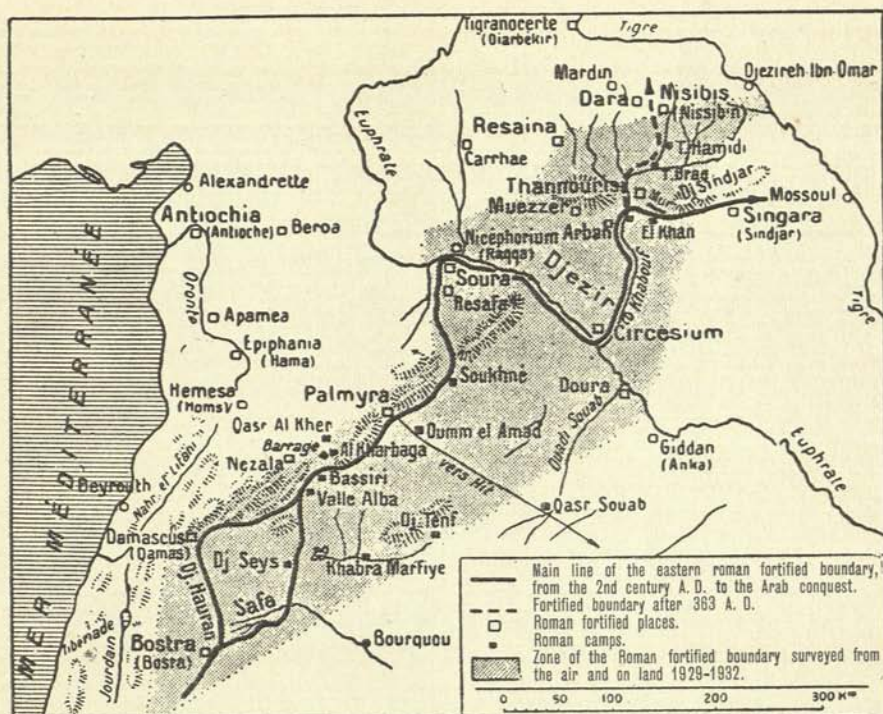 Tigranocerte
(Diarbekir)
Tigre
Mardin
Djezireh-Ibn-Omar
Dara
Nisibis
(Nissibin)
Euphrate
Resaina
Carrhae
T. Hamidi
T. Brac
Alexandrette
Thannouris
Mur
Dj Sindjar
Mossoul
Muezzer
Antiochia
(Antioche)
Beroa
Nicephorium
(Raqqa)
Arban
El Khan
Singara
(Sindjar)
MER MÉDITERRANÉE
Oronte
Soura
Djezir
Resafa
Khabour
Tigre
Apamea
Circesium
Epiphania
(Hama)
Soukhné
Doura
Hemesa
(Homs)
Palmyra
Qasr Al Kher
Oumm el Amad
Ouadi Souab
Barrage
Al Kharbaga
Giddan
(Anka)
Euphrate
Nezala
Bassiri
vers Hit
Beyrouth
Nahr el Litani
Valle Alba
Qasr Souab
Damascus
(Damas)
Dj Tenf
Dj Seys
Khabra Marfiye
Dj. Hauran
Safa
Tibériade
Bostra
(Bosra)
Bourquou
Jourdain
Main line of the eastern roman fortified boundary,
from the 2nd century A. D. to the Arab conquest.
Fortified boundary after 363 A. D.
Roman fortified places.
Roman camps.
Zone of the Roman fortified boundary surveyed from
the air and on land 1929-1932.
0 100 200 300 Km